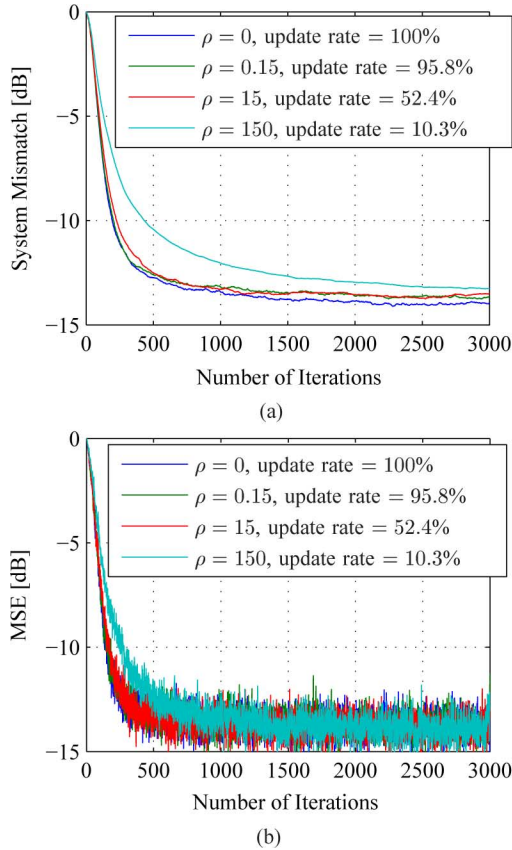 0
ρ = 0, update rate = 100%
ρ = 0.15, update rate = 95.8%
ρ = 15, update rate = 52.4%
ρ = 150, update rate = 10.3%
−5
−10
−15
System Mismatch [dB]
0 500 1000 1500 2000 2500 3000
Number of Iterations
(a)
0
ρ = 0, update rate = 100%
ρ = 0.15, update rate = 95.8%
ρ = 15, update rate = 52.4%
ρ = 150, update rate = 10.3%
−5
−10
−15
MSE [dB]
0 500 1000 1500 2000 2500 3000
Number of Iterations
(b)